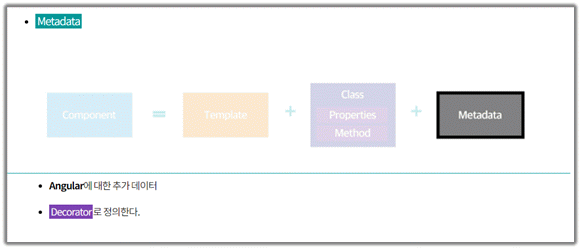 Metadata
Component = Template + Class + Metadata
Properties
Method
Angular에 대한 추가 데이터
Decorator로 정의한다.